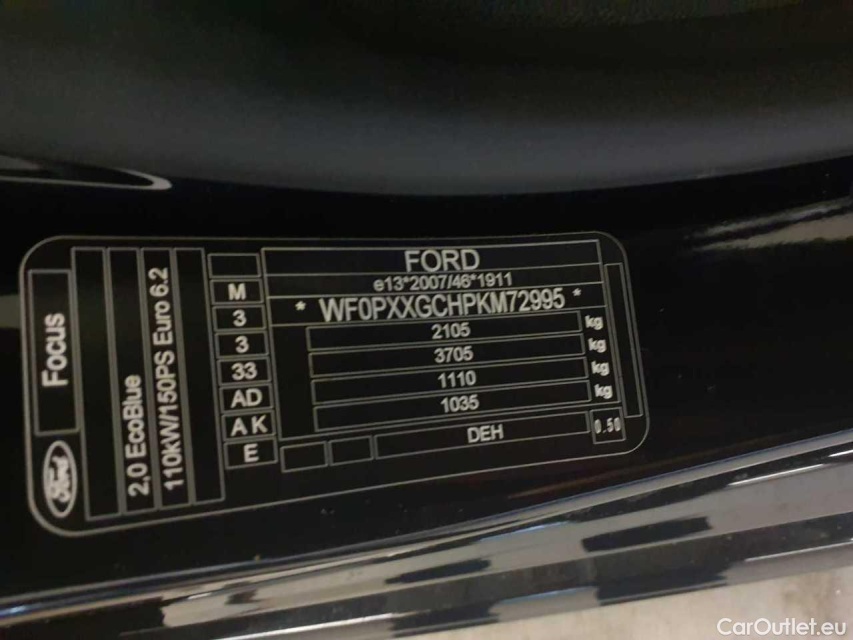 FORD
e13*2007/46*1911
* WF0PXXGCHPKM72995 *
2105 kg
3705 kg
1110 kg
1035 kg
DEH
0.50
M
3
3
33
AD
AK
E
Focus
Ford
2,0 EcoBlue
110kW/150PS Euro 6.2
CarOutlet.eu